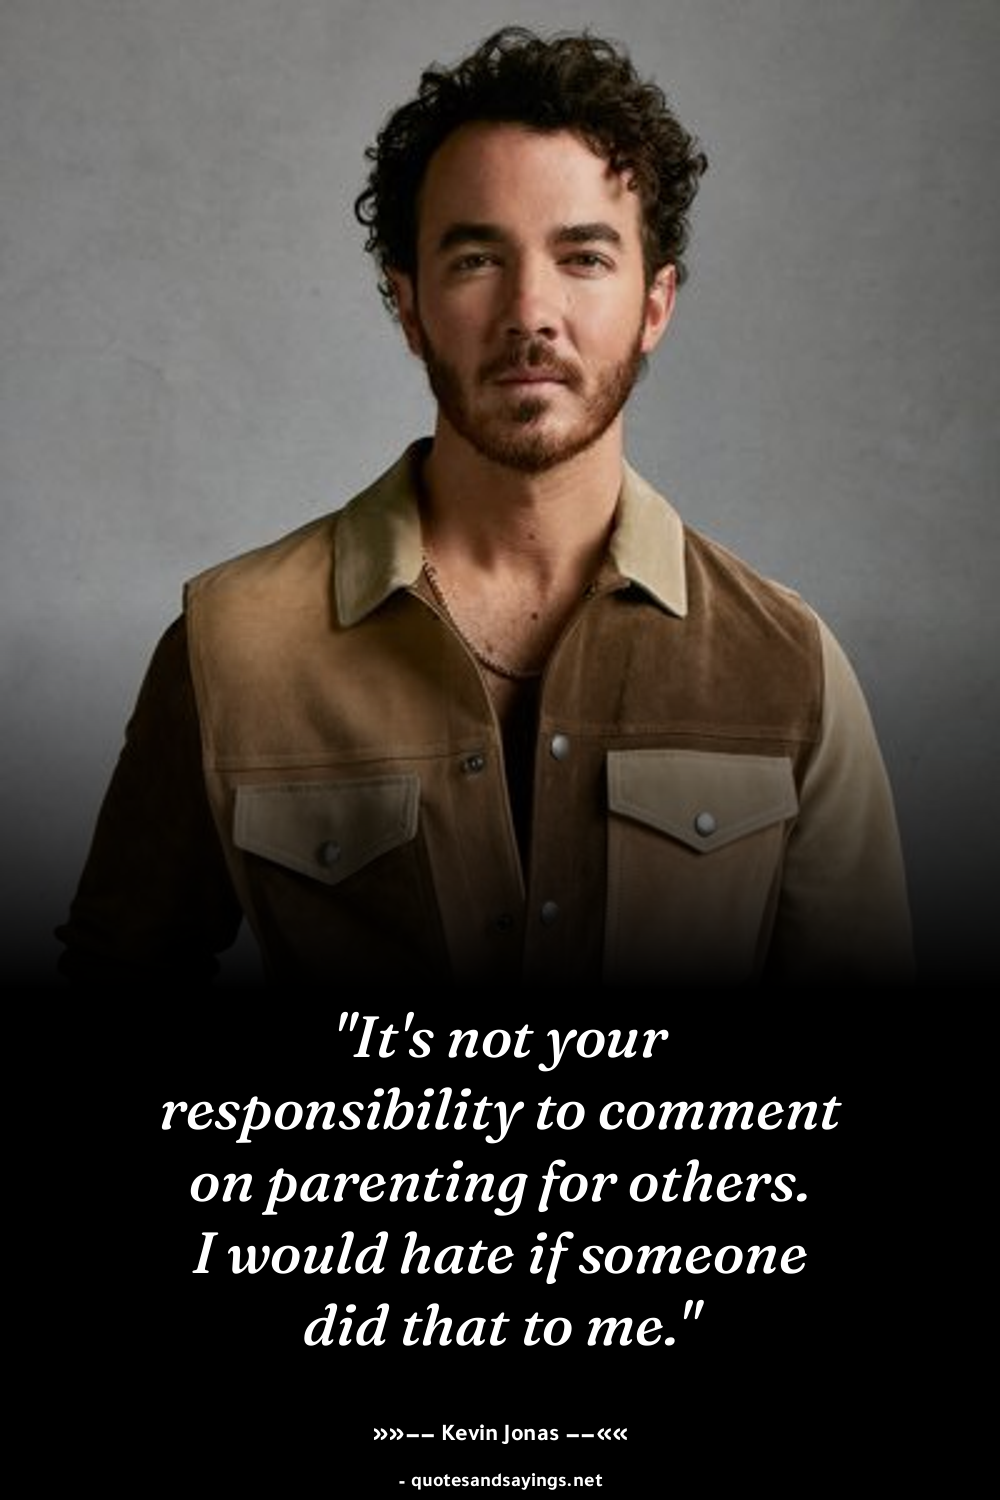 "It's not your
responsibility to comment
on parenting for others.
I would hate if someone
did that to me."
»»–– Kevin Jonas ––««
- quotesandsayings.net